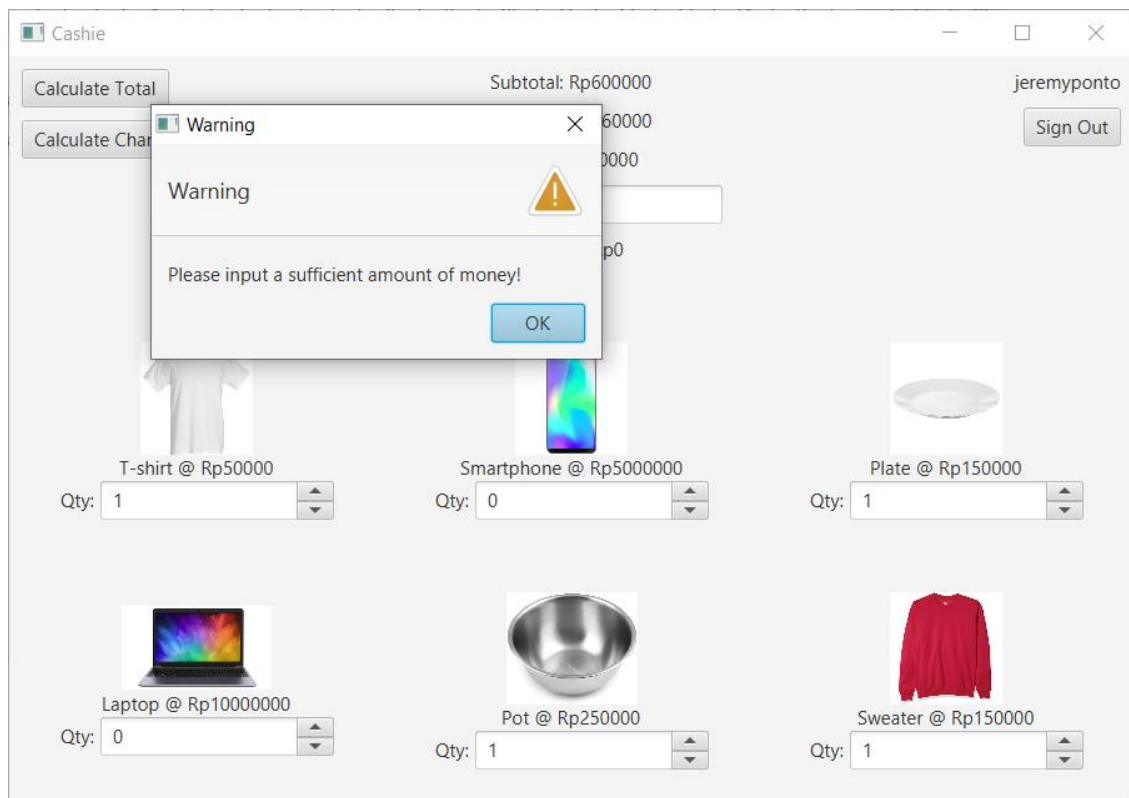 Cashie
Calculate Total
Subtotal: Rp600000
jeremyponto
Warning
60000
Calculate Char
Sign Out
0000
Warning
p0
Please input a sufficient amount of money!
OK
T-shirt @ Rp50000
Smartphone @ Rp5000000
Plate @ Rp150000
Qty: 1
Qty: 0
Qty: 1
Laptop @ Rp10000000
Pot @ Rp250000
Sweater @ Rp150000
Qty: 0
Qty: 1
Qty: 1